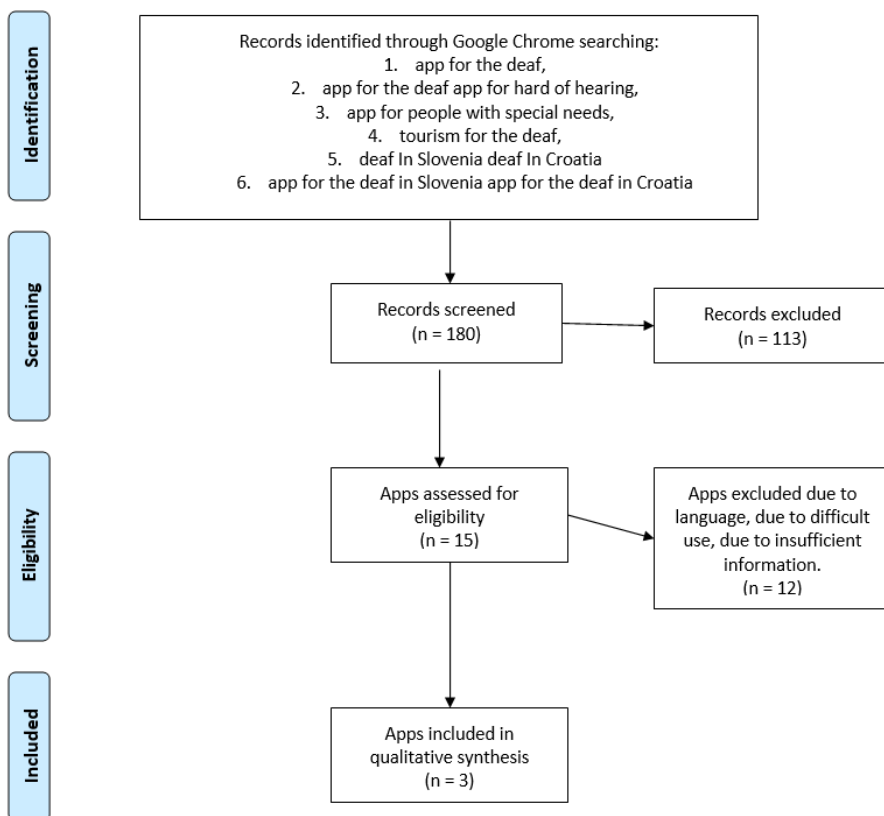 Identification
Records identified through Google Chrome searching:
1. app for the deaf,
2. app for the deaf app for hard of hearing,
3. app for people with special needs,
4. tourism for the deaf,
5. deaf In Slovenia deaf In Croatia
6. app for the deaf in Slovenia app for the deaf in Croatia
Screening
Records screened
(n = 180)
Records excluded
(n = 113)
Eligibility
Apps assessed for
eligibility
(n = 15)
Apps excluded due to
language, due to difficult
use, due to insufficient
information.
(n = 12)
Included
Apps included in
qualitative synthesis
(n = 3)